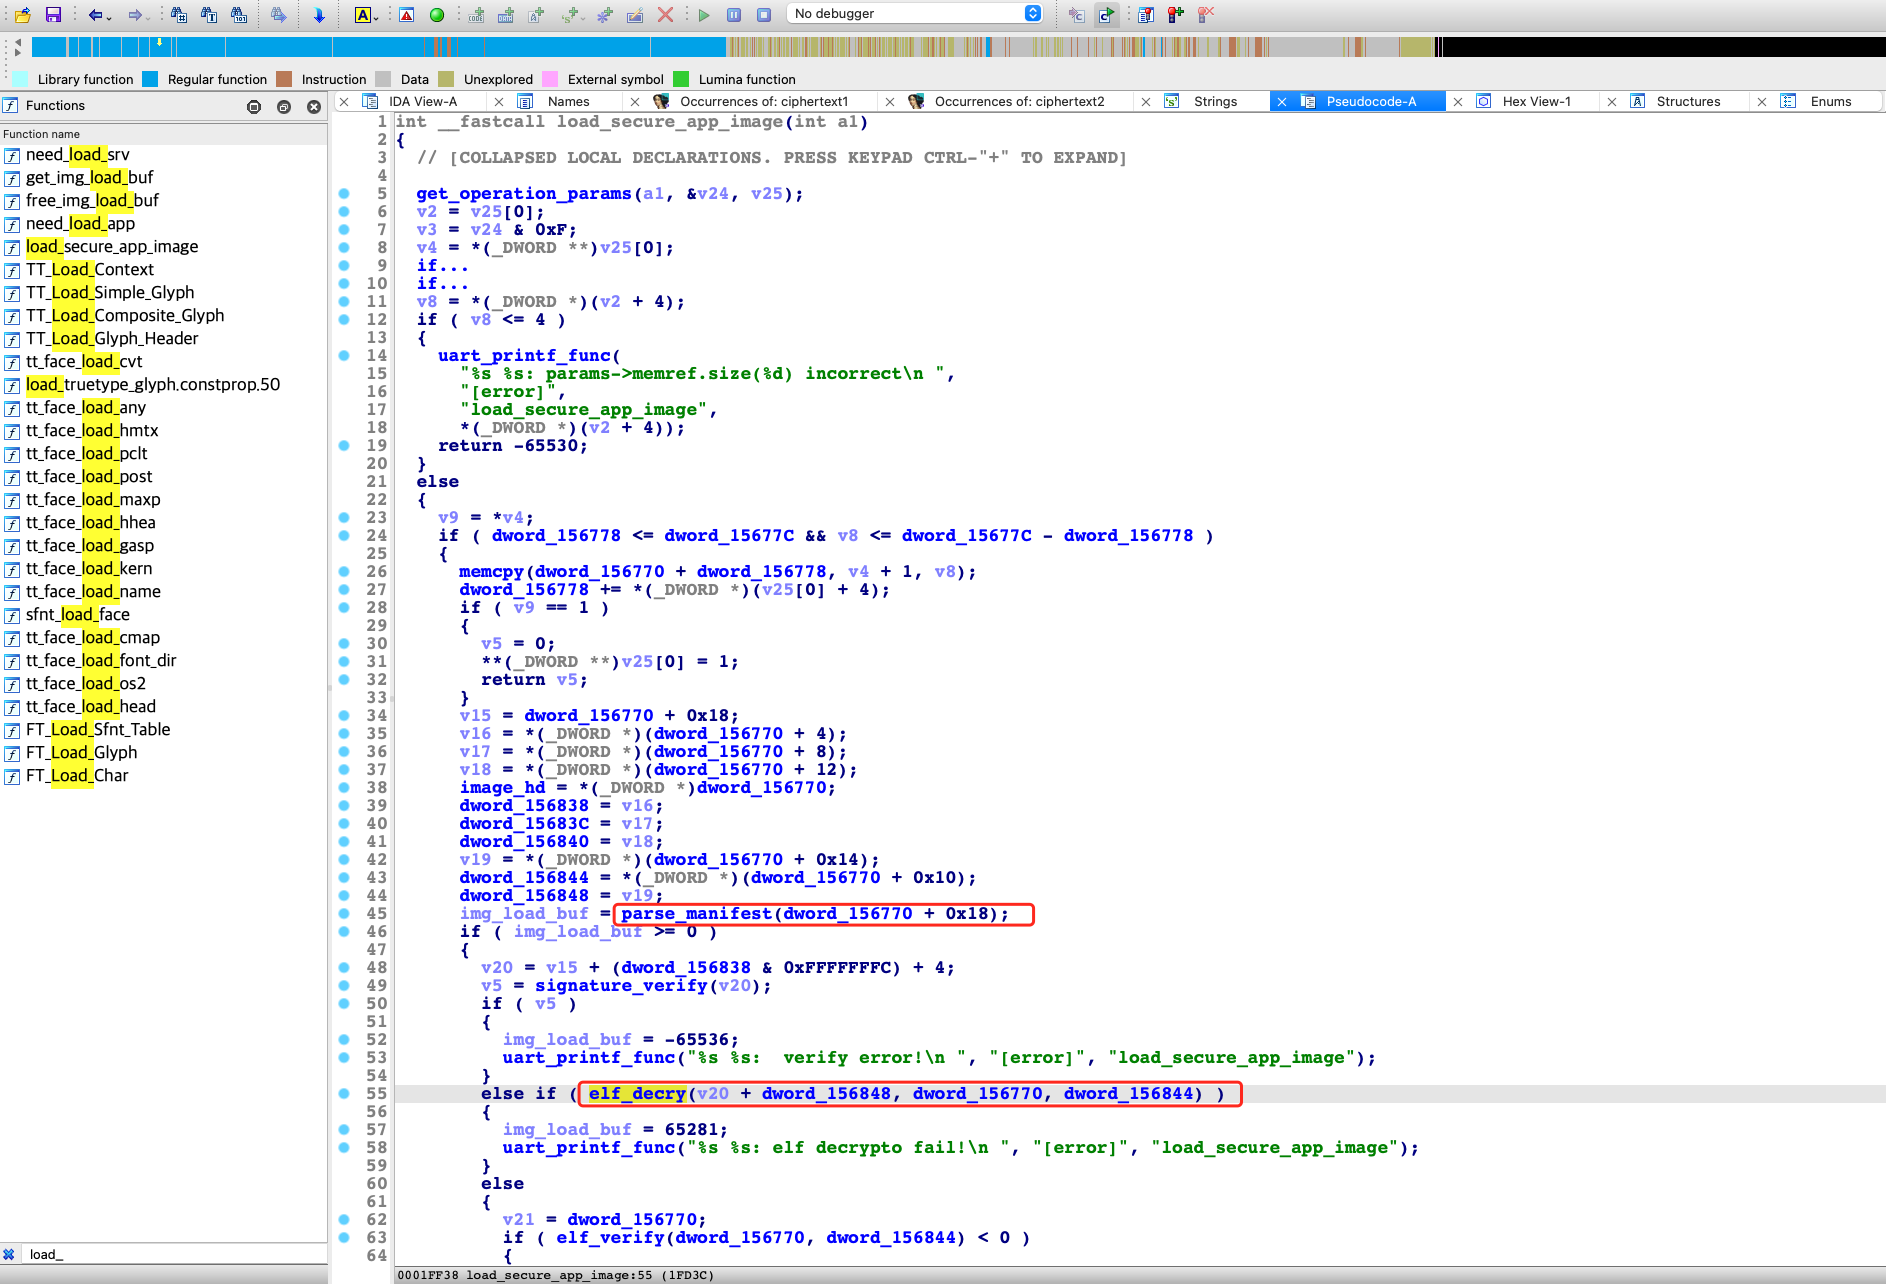 No debugger
Library function Regular function Instruction Data Unexplored External symbol Lumina function
Functions
IDA View-A Names Occurrences of: ciphertext1 Occurrences of: ciphertext2 Strings Pseudocode-A Hex View-1 Structures Enums
Function name
need_load_srv
get_img_load_buf
free_img_load_buf
need_load_app
load_secure_app_image
TT_Load_Context
TT_Load_Simple_Glyph
TT_Load_Composite_Glyph
TT_Load_Glyph_Header
tt_face_load_cvt
load_truetype_glyph.constprop.50
tt_face_load_any
tt_face_load_hmtx
tt_face_load_pclt
tt_face_load_post
tt_face_load_maxp
tt_face_load_hhea
tt_face_load_gasp
tt_face_load_kern
tt_face_load_name
sfnt_load_face
tt_face_load_cmap
tt_face_load_font_dir
tt_face_load_os2
tt_face_load_head
FT_Load_Sfnt_Table
FT_Load_Glyph
FT_Load_Char
load_
1 int __fastcall load_secure_app_image(int a1)
2 {
3 // [COLLAPSED LOCAL DECLARATIONS. PRESS KEYPAD CTRL-"+" TO EXPAND]
4
5 get_operation_params(a1, &v24, v25);
6 v2 = v25[0];
7 v3 = v24 & 0xF;
8 v4 = *(_DWORD **)v25[0];
9 if...
10 if...
11 v8 = *(_DWORD *)(v2 + 4);
12 if ( v8 <= 4 )
13 {
14 uart_printf_func(
15 "%s %s: params->memref.size(%d) incorrect\n ",
16 "[error]",
17 "load_secure_app_image",
18 *(_DWORD *)(v2 + 4));
19 return -65530;
20 }
21 else
22 {
23 v9 = *v4;
24 if ( dword_156778 <= dword_15677C && v8 <= dword_15677C - dword_156778 )
25 {
26 memcpy(dword_156770 + dword_156778, v4 + 1, v8);
27 dword_156778 += *(_DWORD *)(v25[0] + 4);
28 if ( v9 == 1 )
29 {
30 v5 = 0;
31 **(_DWORD **)v25[0] = 1;
32 return v5;
33 }
34 v15 = dword_156770 + 0x18;
35 v16 = *(_DWORD *)(dword_156770 + 4);
36 v17 = *(_DWORD *)(dword_156770 + 8);
37 v18 = *(_DWORD *)(dword_156770 + 12);
38 image_hd = *(_DWORD *)dword_156770;
39 dword_156838 = v16;
40 dword_15683C = v17;
41 dword_156840 = v18;
42 v19 = *(_DWORD *)(dword_156770 + 0x14);
43 dword_156844 = *(_DWORD *)(dword_156770 + 0x10);
44 dword_156848 = v19;
45 img_load_buf = parse_manifest(dword_156770 + 0x18);
46 if ( img_load_buf >= 0 )
47 {
48 v20 = v15 + (dword_156838 & 0xFFFFFFFC) + 4;
49 v5 = signature_verify(v20);
50 if ( v5 )
51 {
52 img_load_buf = -65536;
53 uart_printf_func("%s %s:  verify error!\n ", "[error]", "load_secure_app_image");
54 }
55 else if ( elf_decry(v20 + dword_156848, dword_156770, dword_156844) )
56 {
57 img_load_buf = 65281;
58 uart_printf_func("%s %s: elf decrypto fail!\n ", "[error]", "load_secure_app_image");
59 }
60 else
61 {
62 v21 = dword_156770;
63 if ( elf_verify(dword_156770, dword_156844) < 0 )
64 {
0001FF38 load_secure_app_image:55 (1FD3C)